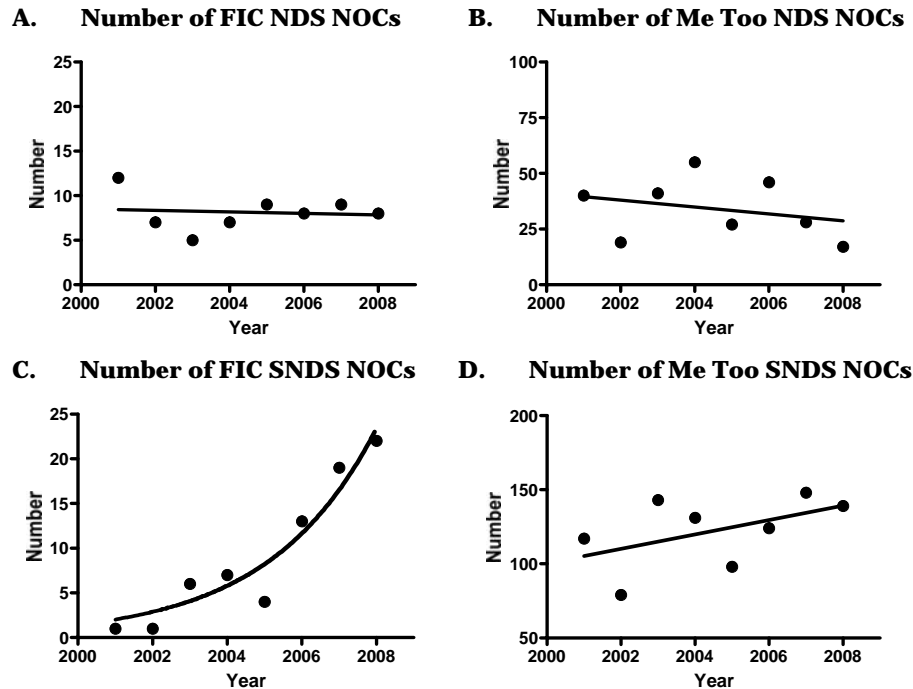 A. Number of FIC NDS NOCs
25
20
15
10
5
0
Number
2000 2002 2004 2006 2008
Year
B. Number of Me Too NDS NOCs
100
75
50
25
0
Number
2000 2002 2004 2006 2008
Year
C. Number of FIC SNDS NOCs
25
20
15
10
5
0
Number
2000 2002 2004 2006 2008
Year
D. Number of Me Too SNDS NOCs
200
150
100
50
Number
2000 2002 2004 2006 2008
Year